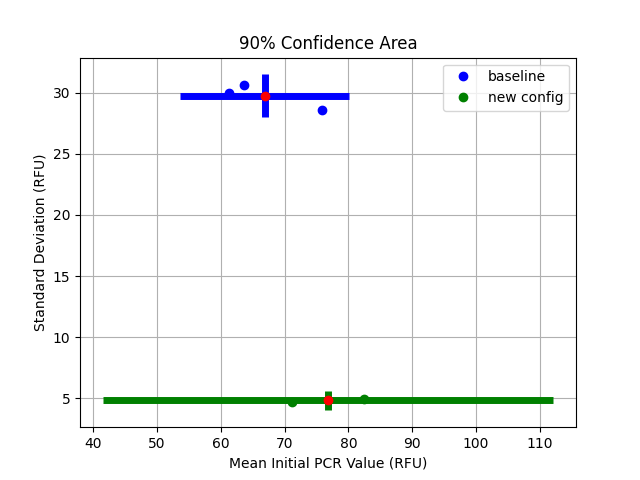 90% Confidence Area
baseline
new config
30
25
20
15
10
5
Standard Deviation (RFU)
40 50 60 70 80 90 100 110
Mean Initial PCR Value (RFU)